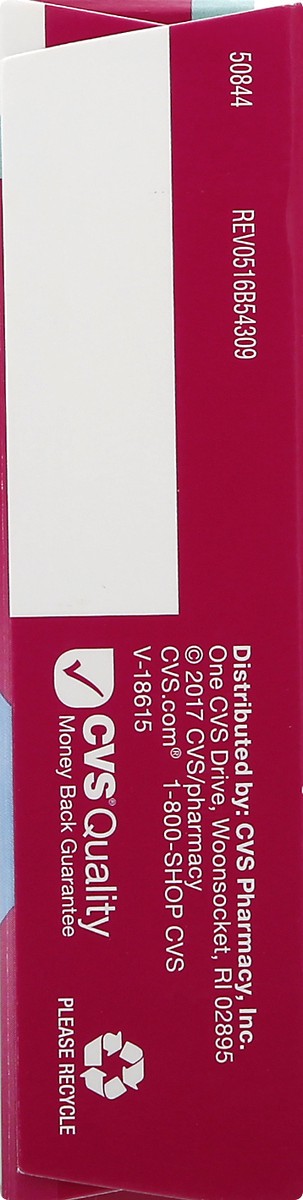 50844 REV0516B54309
Distributed by: CVS Pharmacy, Inc.
One CVS Drive, Woonsocket, RI 02895
© 2017 CVS/pharmacy
CVS.com® 1-800-SHOP CVS
V-18615
CVS® Quality
Money Back Guarantee
PLEASE RECYCLE